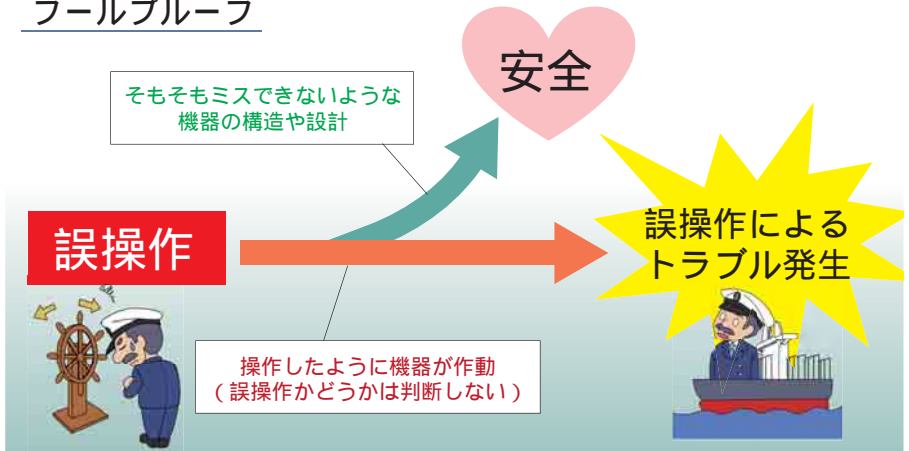 フールプルーフ
安全
そもそもミスできないような
機器の構造や設計
誤操作
誤操作による
トラブル発生
操作したように機器が作動
（誤操作かどうかは判断しない）